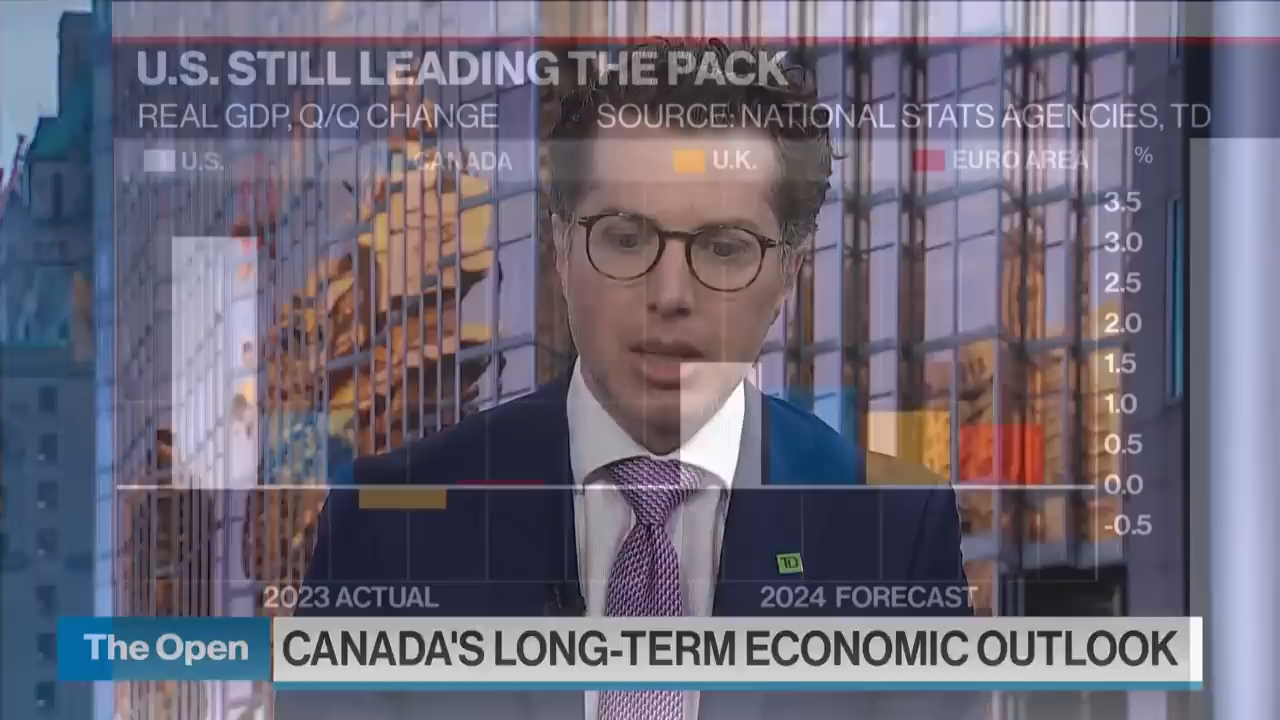 U.S. STILL LEADING THE PACK
REAL GDP, Q/Q CHANGE
SOURCE: NATIONAL STATS AGENCIES, TD
U.S.
CANADA
U.K.
EURO AREA
%
3.5
3.0
2.5
2.0
1.5
1.0
0.5
0.0
-0.5
TD
2023 ACTUAL
2024 FORECAST
The Open
CANADA'S LONG-TERM ECONOMIC OUTLOOK